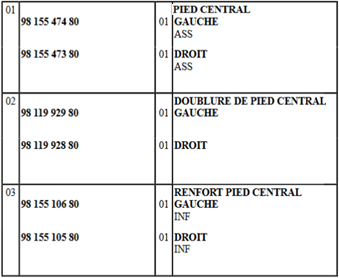 01 PIED CENTRAL
98 155 474 80 01 GAUCHE
ASS
98 155 473 80 01 DROIT
ASS
02 DOUBLURE DE PIED CENTRAL
98 119 929 80 01 GAUCHE
98 119 928 80 01 DROIT
03 RENFORT PIED CENTRAL
98 155 106 80 01 GAUCHE
INF
98 155 105 80 01 DROIT
INF